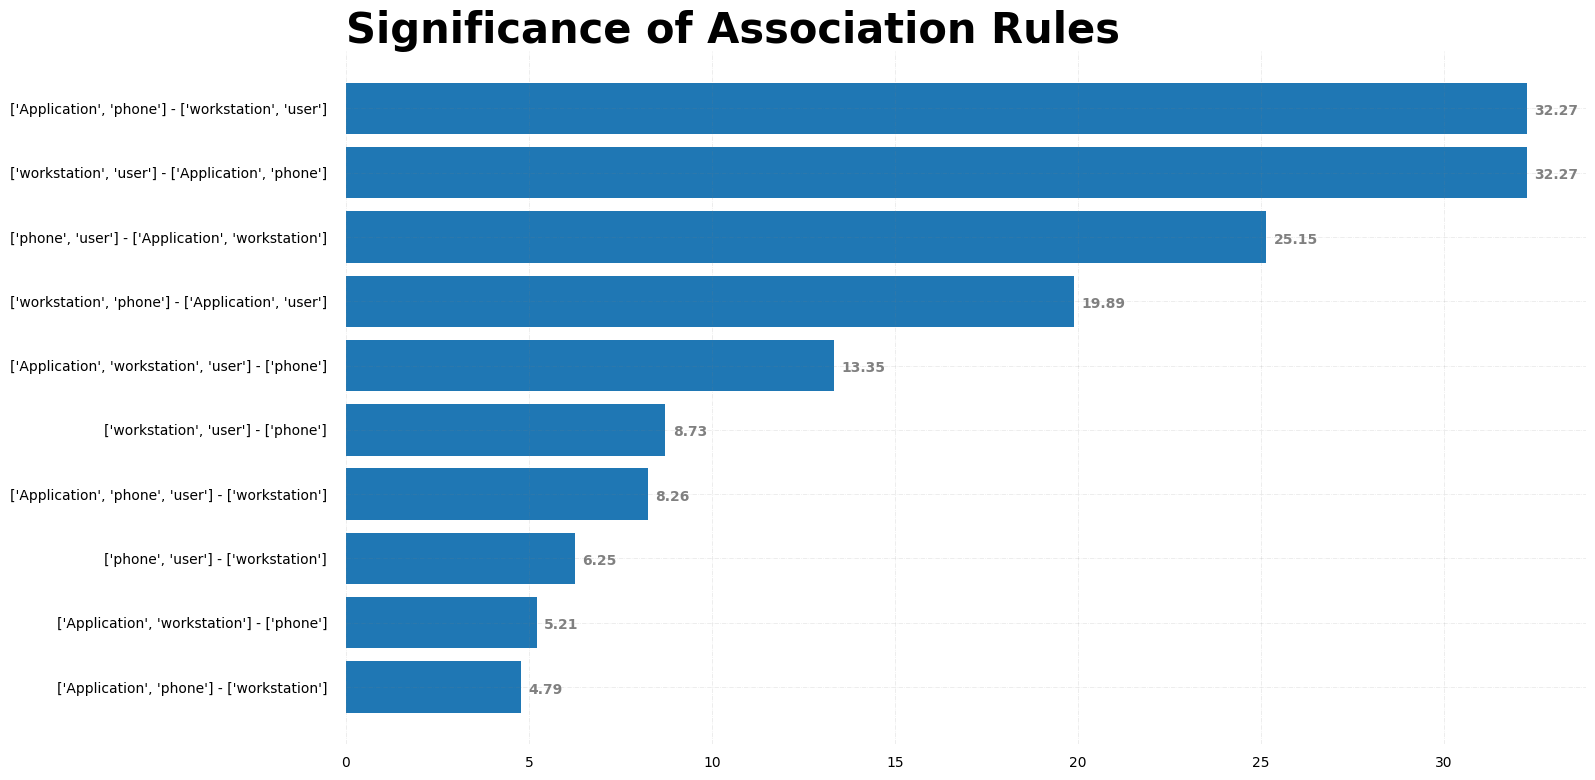 Significance of Association Rules
['Application', 'phone'] - ['workstation', 'user'] 32.27
['workstation', 'user'] - ['Application', 'phone'] 32.27
['phone', 'user'] - ['Application', 'workstation'] 25.15
['workstation', 'phone'] - ['Application', 'user'] 19.89
['Application', 'workstation', 'user'] - ['phone'] 13.35
['workstation', 'user'] - ['phone'] 8.73
['Application', 'phone', 'user'] - ['workstation'] 8.26
['phone', 'user'] - ['workstation'] 6.25
['Application', 'workstation'] - ['phone'] 5.21
['Application', 'phone'] - ['workstation'] 4.79
0 5 10 15 20 25 30